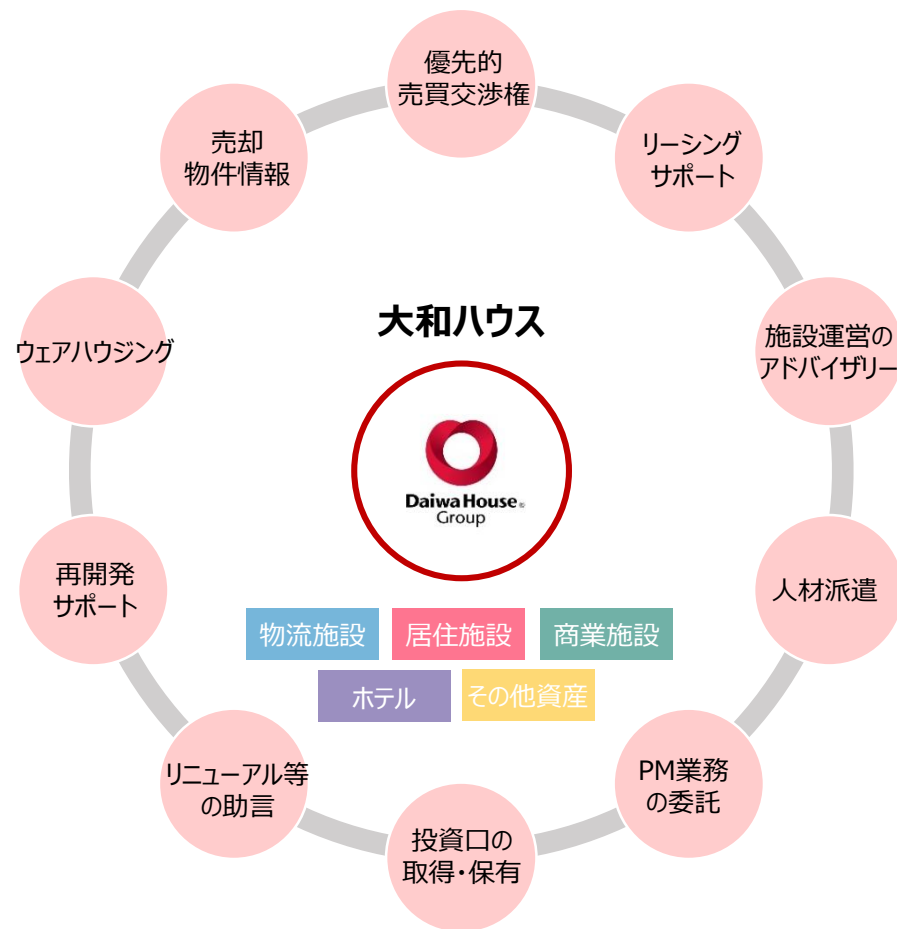 優先的
売買交渉権
リーシング
サポート
施設運営の
アドバイザリー
人材派遣
PM業務
の委託
投資口の
取得・保有
リニューアル等
の助言
再開発
サポート
ウェアハウジング
売却
物件情報
大和ハウス
Daiwa House®
Group
物流施設
居住施設
商業施設
ホテル
その他資産